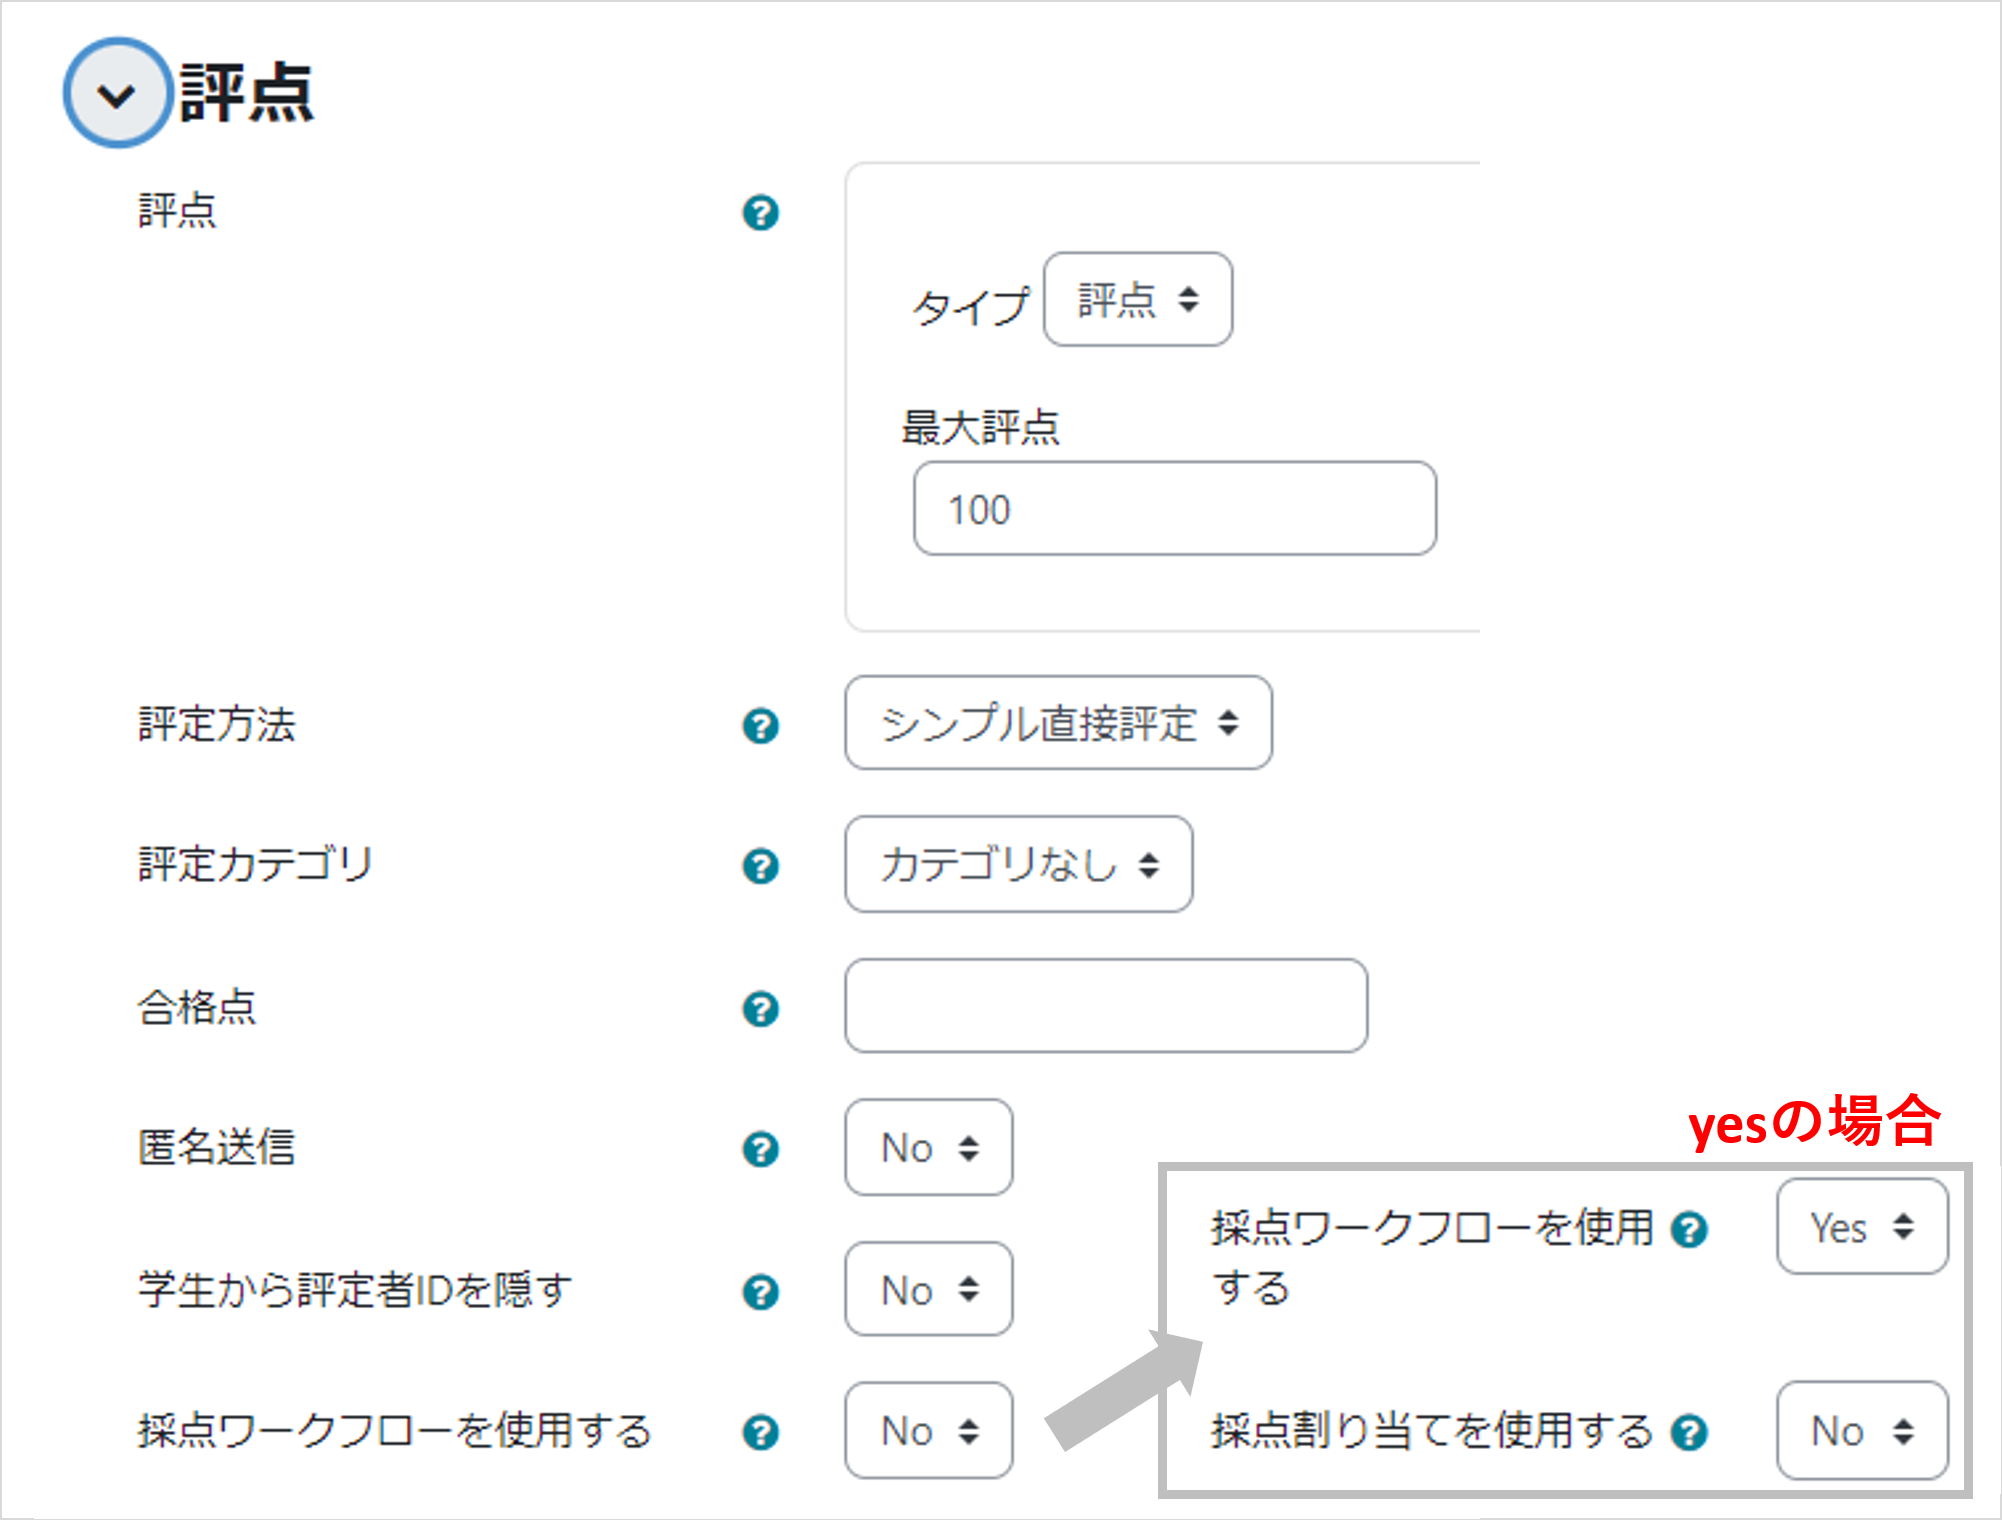 評点
評点
タイプ 評点
最大評点
100
評定方法 シンプル直接評定
評定カテゴリ カテゴリなし
合格点
匿名送信 No
学生から評定者IDを隠す No
採点ワークフローを使用する No
yesの場合
採点ワークフローを使用 Yes
する
採点割り当てを使用する No